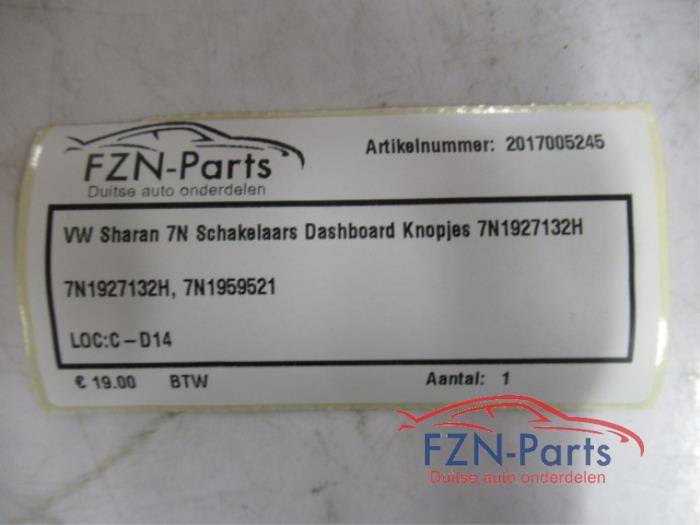 FZN-Parts
Duitse auto onderdelen
Artikelnummer: 2017005245
VW Sharan 7N Schakelaars Dashboard Knopjes 7N1927132H
7N1927132H, 7N1959521
LOC:C-D14
€ 19.00 BTW Aantal: 1
FZN-Parts
Duitse auto onderdelen